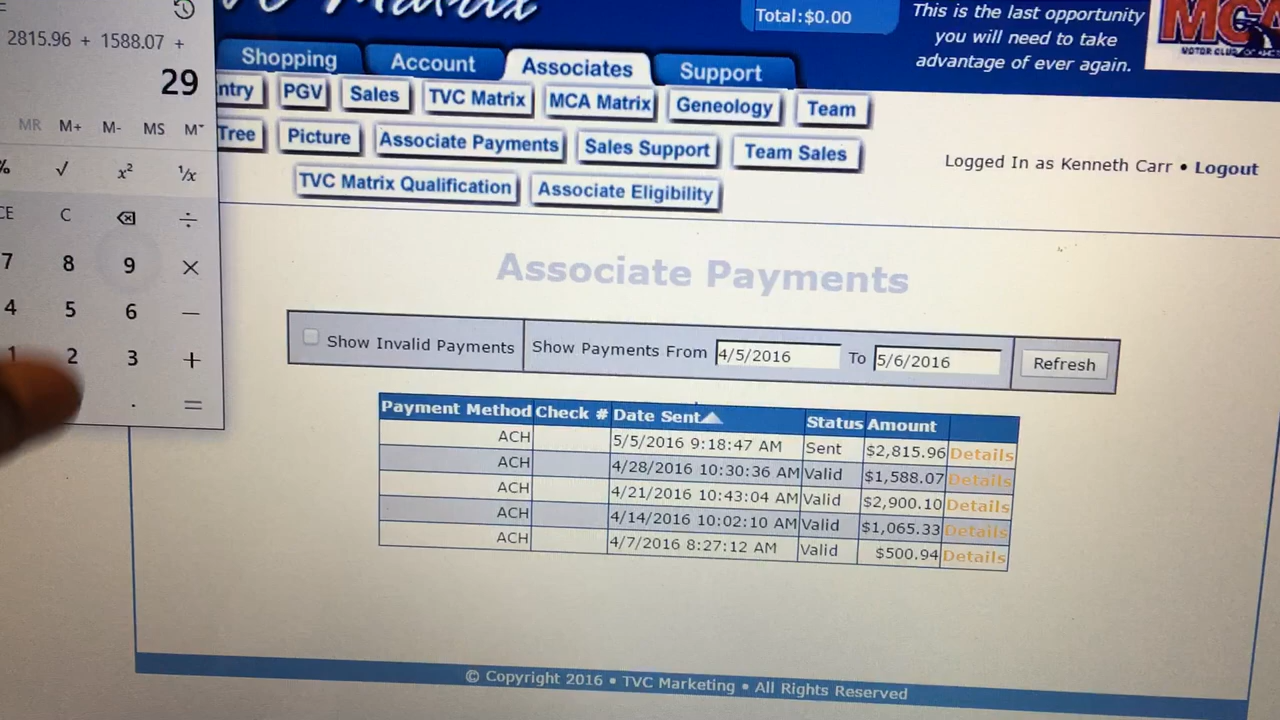 TVC Matrix
Total:$0.00
This is the last opportunity
you will need to take
advantage of ever again.
MCA
MOTOR CLUB OF AMERICA
2815.96 + 1588.07 +
29
MR M+ M- MS M˅
% √ x² ¹/x
CE C ÷
7 8 9 ×
4 5 6 −
1 2 3 +
. =
Shopping Account Associates Support
ntry PGV Sales TVC Matrix MCA Matrix Geneology Team
Tree Picture Associate Payments Sales Support Team Sales
TVC Matrix Qualification Associate Eligibility
Logged In as Kenneth Carr • Logout
Associate Payments
Show Invalid Payments Show Payments From 4/5/2016 To 5/6/2016 Refresh
Payment Method Check # Date Sent Status Amount
ACH 5/5/2016 9:18:47 AM Sent $2,815.96 Details
ACH 4/28/2016 10:30:36 AM Valid $1,588.07 Details
ACH 4/21/2016 10:43:04 AM Valid $2,900.10 Details
ACH 4/14/2016 10:02:10 AM Valid $1,065.33 Details
ACH 4/7/2016 8:27:12 AM Valid $500.94 Details
© Copyright 2016 • TVC Marketing • All Rights Reserved